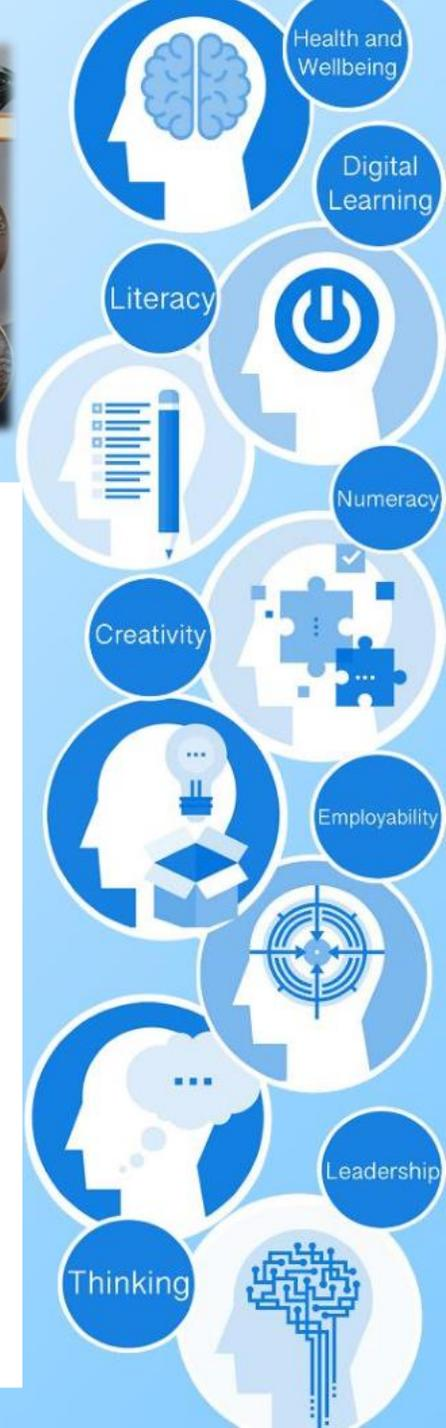 Health and
Wellbeing
Digital
Learning
Literacy
Numeracy
Creativity
Employability
Leadership
Thinking